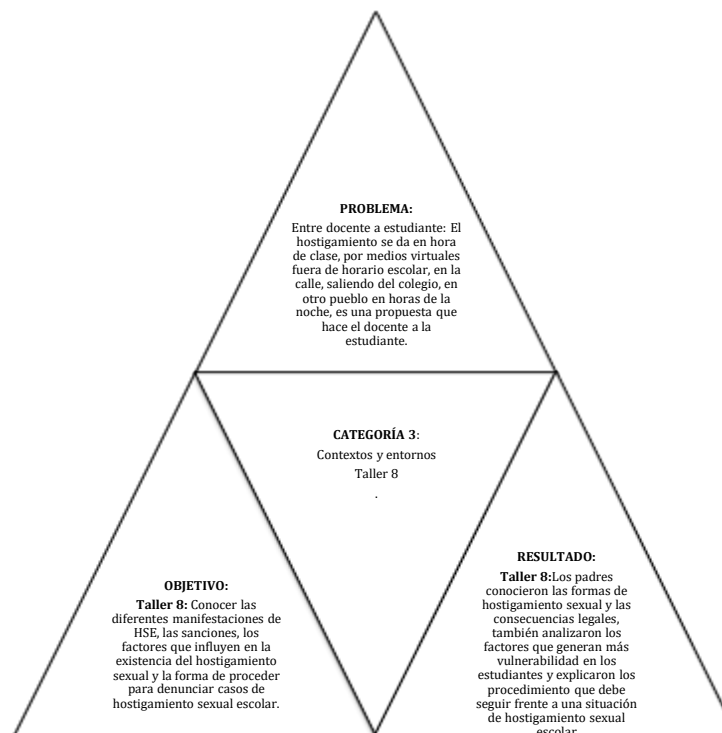 PROBLEMA:
Entre docente a estudiante: El
hostigamiento se da en hora
de clase, por medios virtuales
fuera de horario escolar, en la
calle, saliendo del colegio, en
otro pueblo en horas de la
noche, es una propuesta que
hace el docente a la
estudiante.
CATEGORÍA 3:
Contextos y entornos
Taller 8
.
OBJETIVO:
Taller 8: Conocer las
diferentes manifestaciones de
HSE, las sanciones, los
factores que influyen en la
existencia del hostigamiento
sexual y la forma de proceder
para denunciar casos de
hostigamiento sexual escolar.
RESULTADO:
Taller 8:Los padres
conocieron las formas de
hostigamiento sexual y las
consecuencias legales,
también analizaron los
factores que generan más
vulnerabilidad en los
estudiantes y explicaron los
procedimiento que debe
seguir frente a una situación
de hostigamiento sexual
escolar